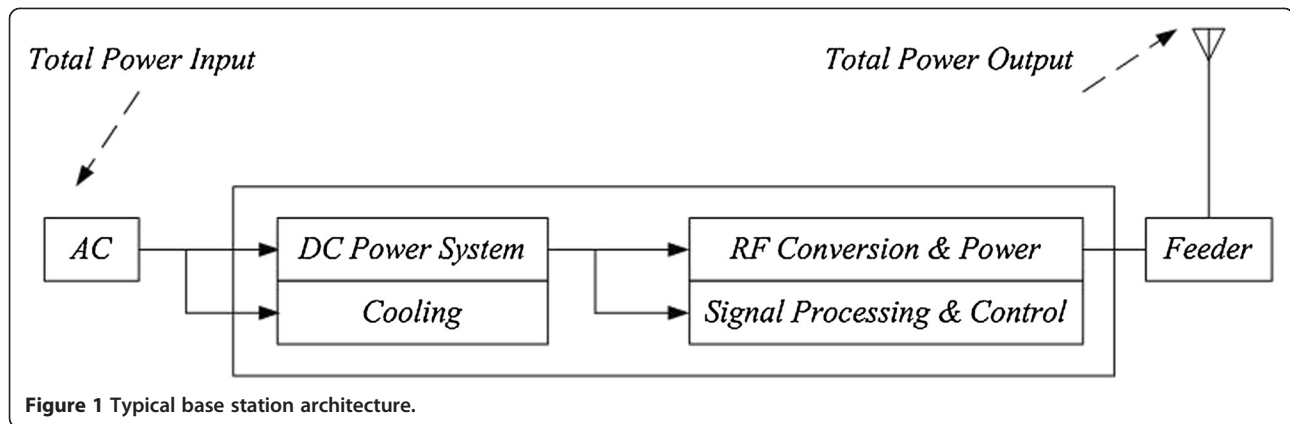 Total Power Input
Total Power Output
AC
DC Power System
Cooling
RF Conversion & Power
Signal Processing & Control
Feeder
Figure 1 Typical base station architecture.